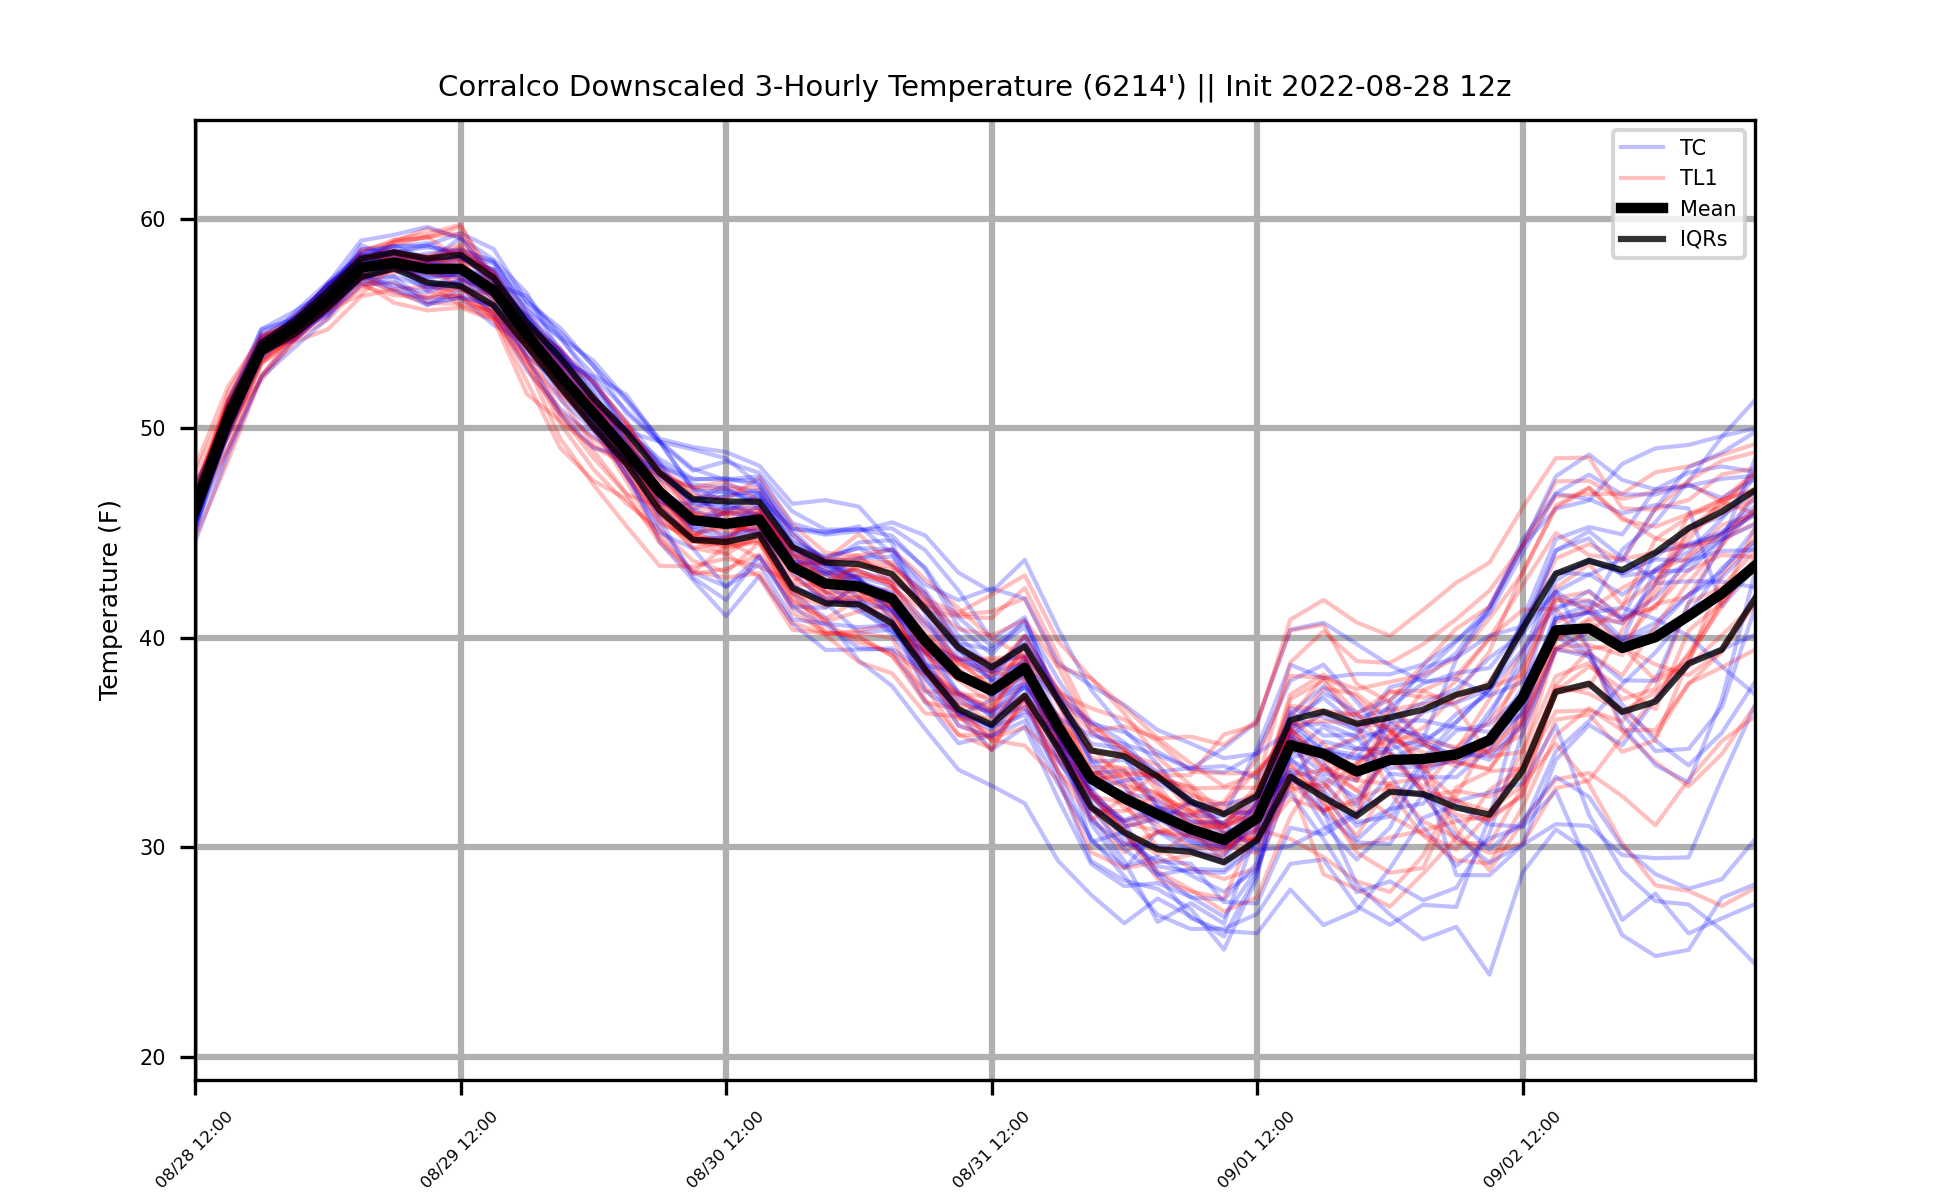 Corralco Downscaled 3-Hourly Temperature (6214') || Init 2022-08-28 12z
TC
TL1
Mean
IQRs
Temperature (F)
60
50
40
30
20
08/28 12:00
08/29 12:00
08/30 12:00
08/31 12:00
09/01 12:00
09/02 12:00